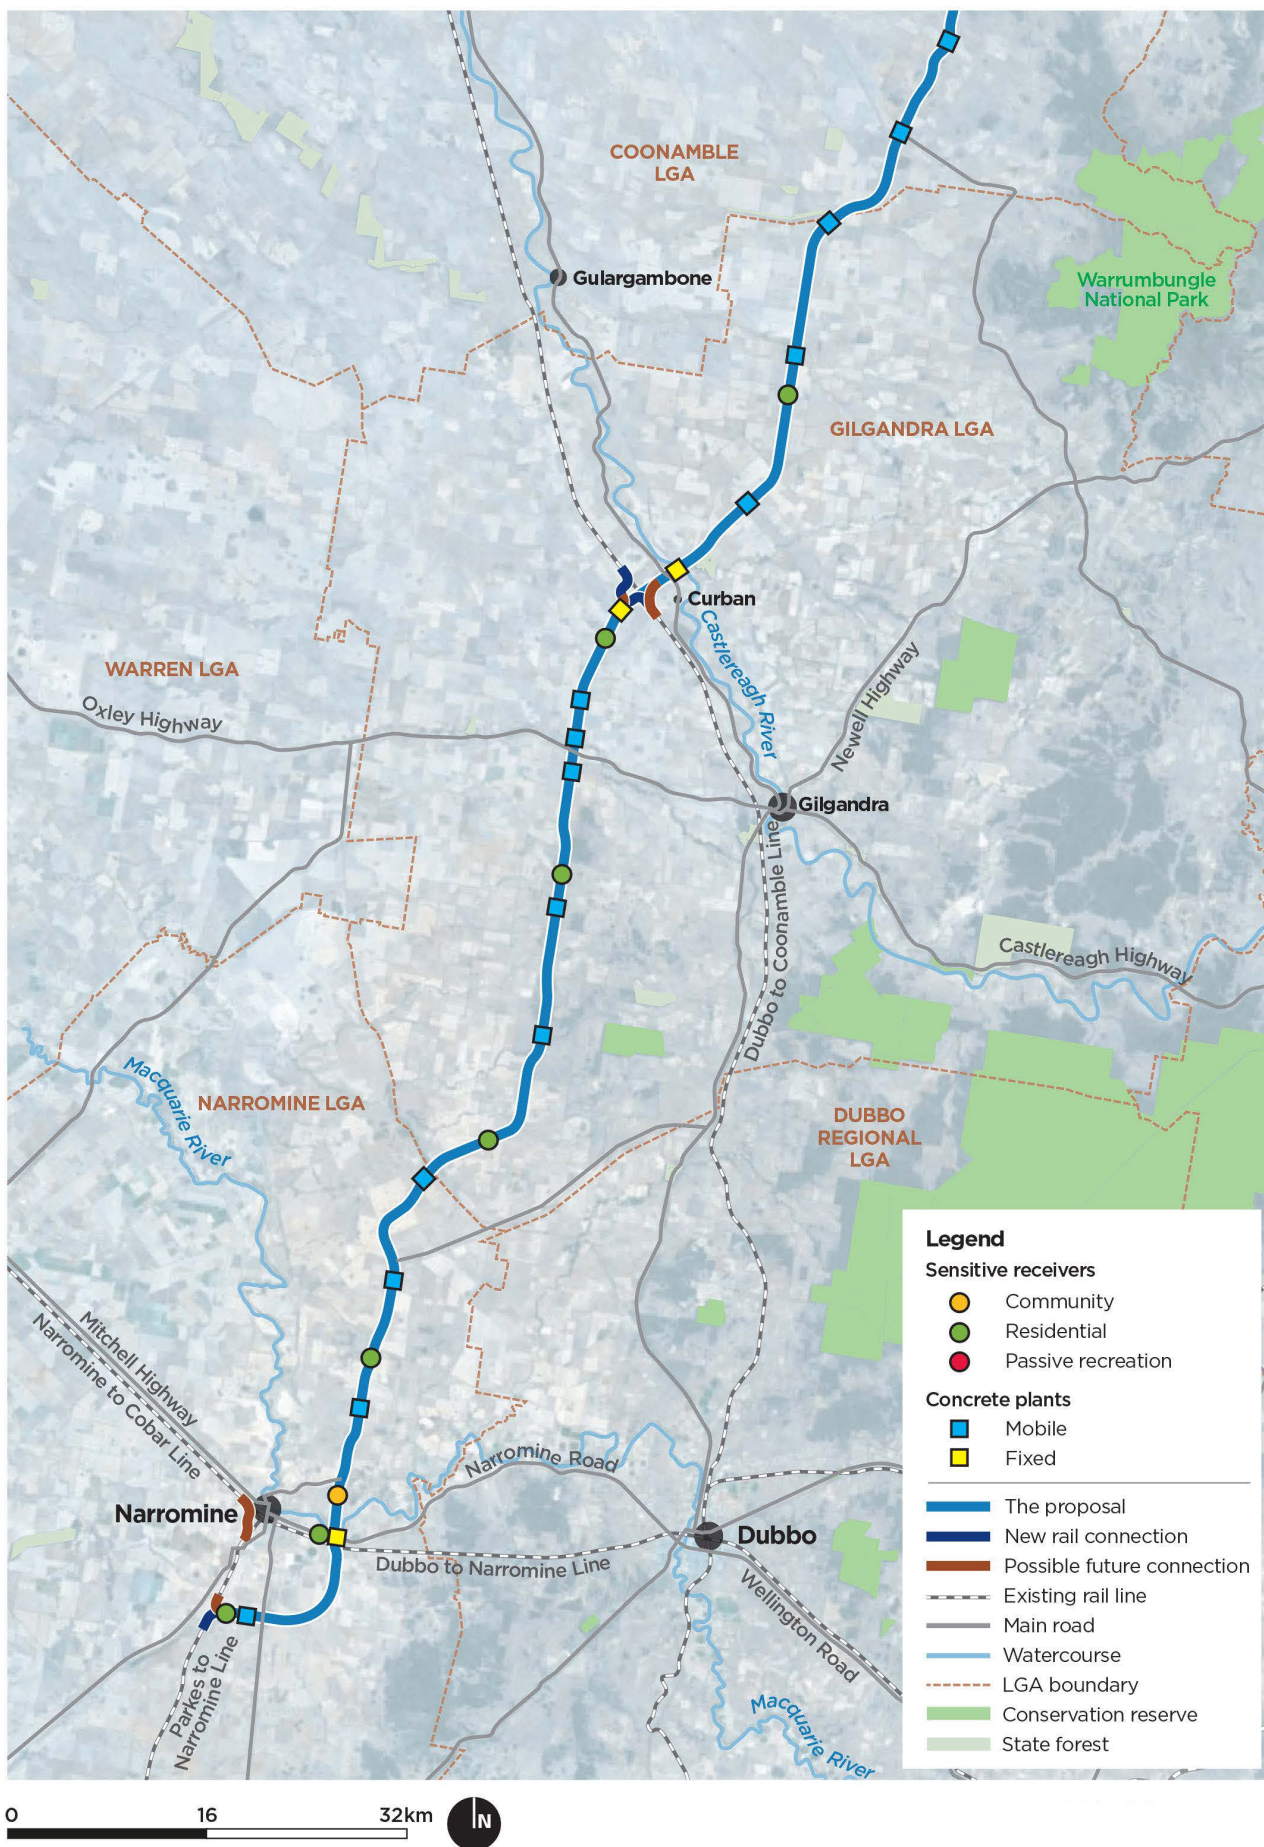 COONAMBLE
LGA
Gulargambone
Warrumbungle
National Park
GILGANDRA LGA
Curban
Castlereagh River
WARREN LGA
Oxley Highway
Newell Highway
Gilgandra
Dubbo to Coonamble Line
Castlereagh Highway
Macquarie River
NARROMINE LGA
DUBBO
REGIONAL
LGA
Mitchell Highway
Narromine to Cobar Line
Narromine Road
Narromine
Dubbo
Dubbo to Narromine Line
Wellington Road
Parkes to
Narromine Line
Macquarie River
Legend
Sensitive receivers
Community
Residential
Passive recreation
Concrete plants
Mobile
Fixed
The proposal
New rail connection
Possible future connection
Existing rail line
Main road
Watercourse
LGA boundary
Conservation reserve
State forest
0 16 32km
N